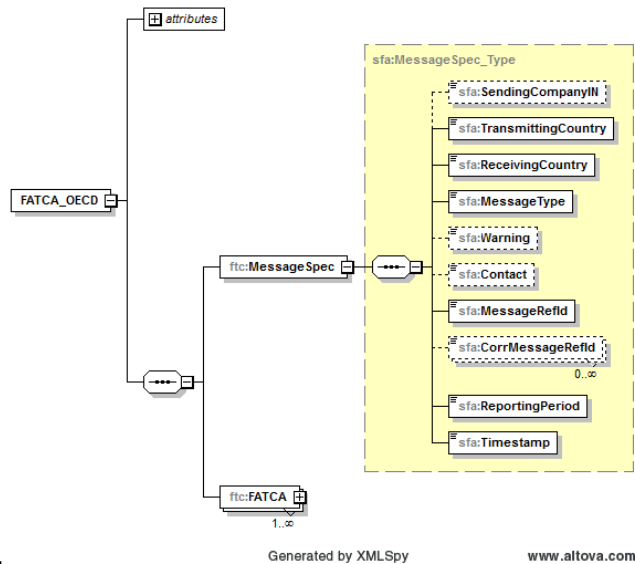 attributes
sfa:MessageSpec_Type
sfa:SendingCompanyIN
sfa:TransmittingCountry
sfa:ReceivingCountry
FATCA_OECD
sfa:MessageType
sfa:Warning
ftc:MessageSpec
sfa:Contact
sfa:MessageRefId
sfa:CorrMessageRefId
0..∞
sfa:ReportingPeriod
sfa:Timestamp
ftc:FATCA
1..∞
Generated by XMLSpy www.altova.com